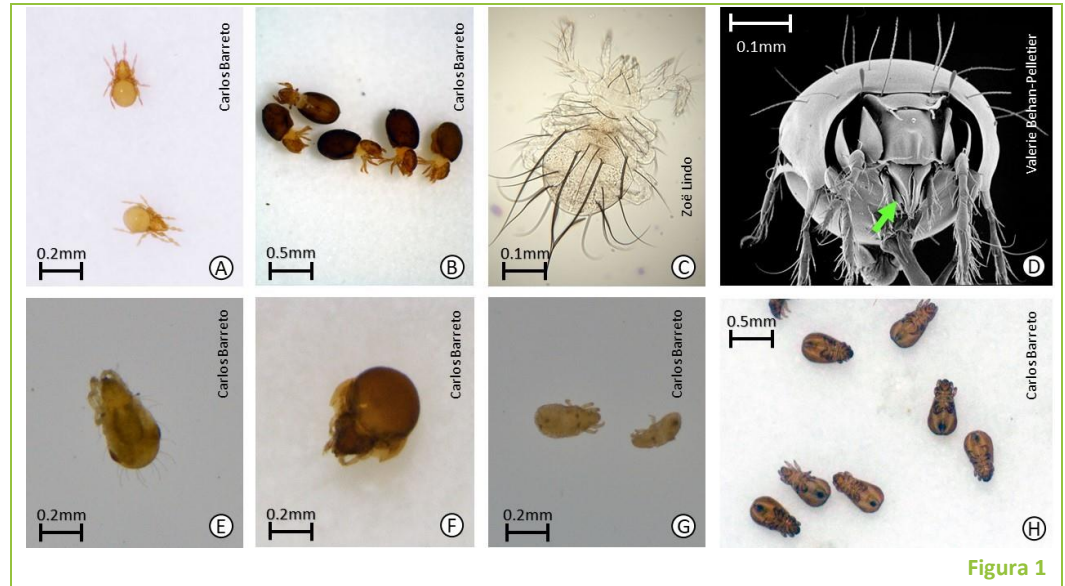 Carlos Barreto
0.2mm
A
Carlos Barreto
0.5mm
B
Zoë Lindo
0.1mm
C
0.1mm
Valerie Behan-Pelletier
D
Carlos Barreto
0.2mm
E
Carlos Barreto
0.2mm
F
Carlos Barreto
0.2mm
G
0.5mm
Carlos Barreto
H
Figura 1